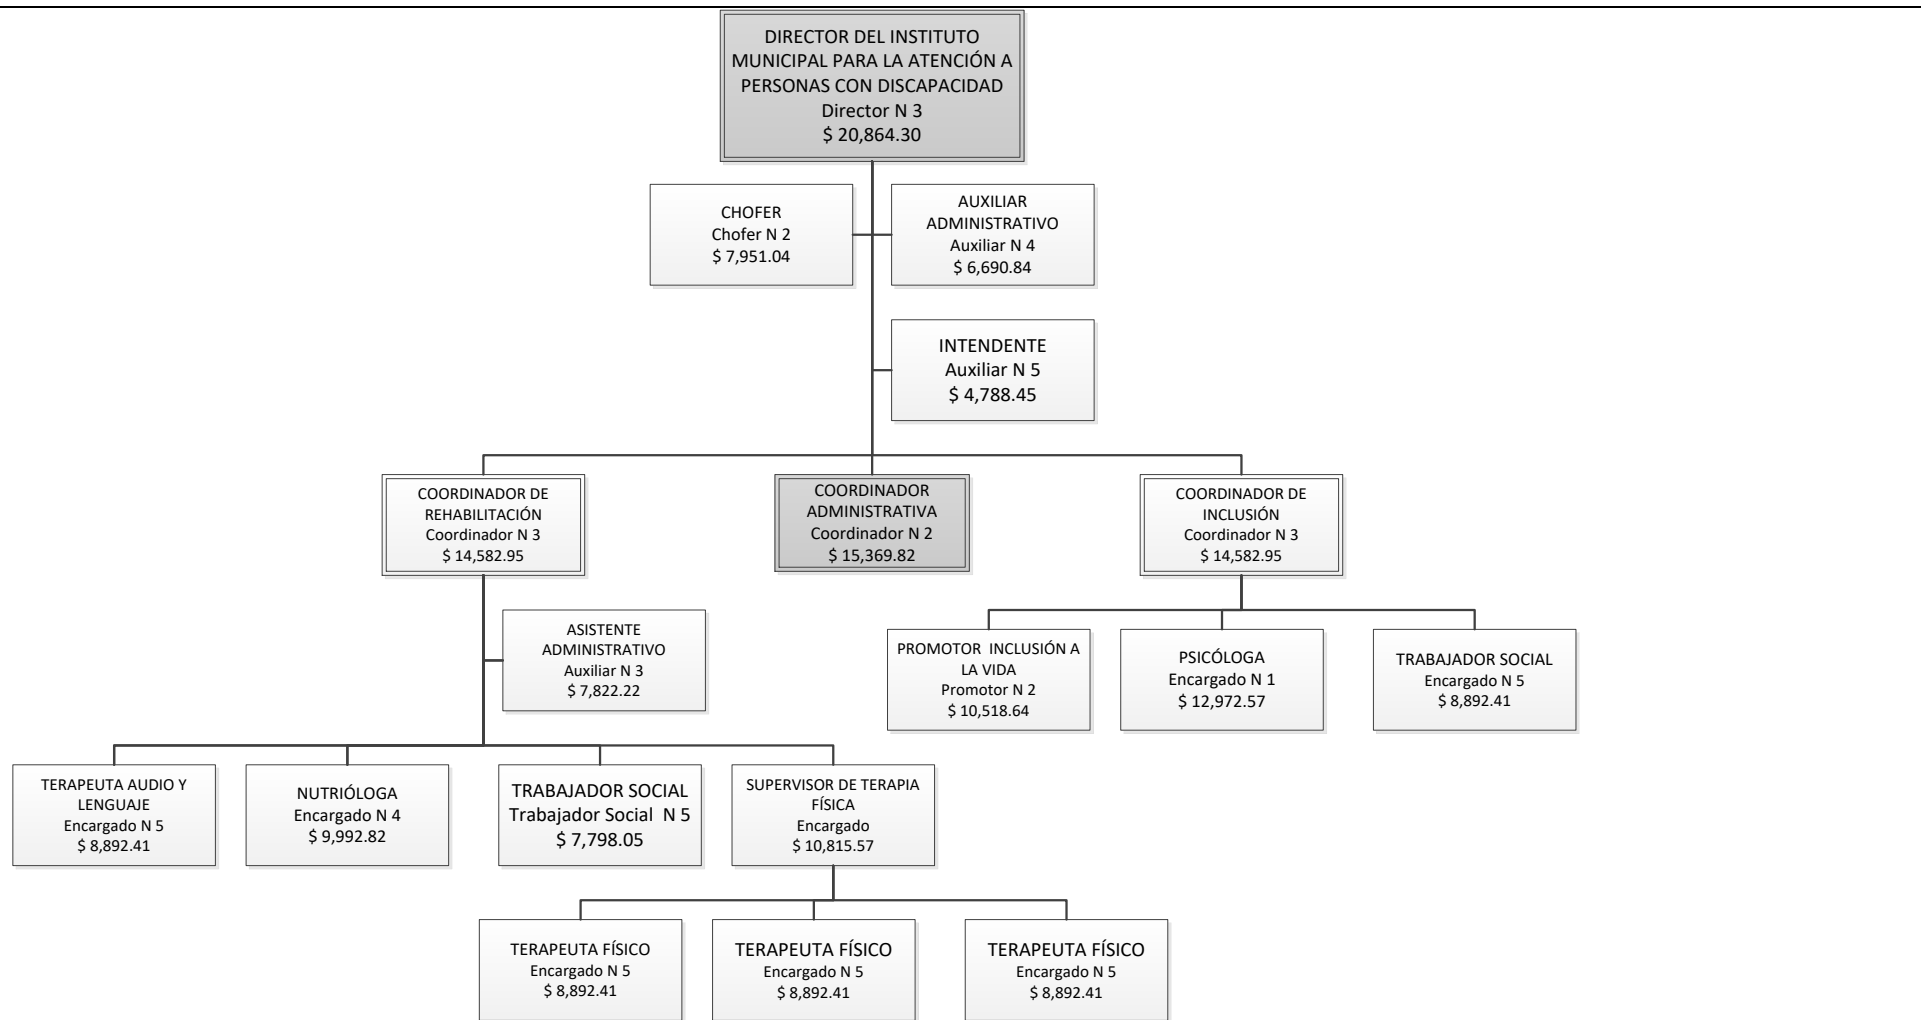 DIRECTOR DEL INSTITUTO
MUNICIPAL PARA LA ATENCIÓN A
PERSONAS CON DISCAPACIDAD
Director N 3
$ 20,864.30
CHOFER
Chofer N 2
$ 7,951.04
AUXILIAR
ADMINISTRATIVO
Auxiliar N 4
$ 6,690.84
INTENDENTE
Auxiliar N 5
$ 4,788.45
COORDINADOR DE
REHABILITACIÓN
Coordinador N 3
$ 14,582.95
COORDINADOR
ADMINISTRATIVA
Coordinador N 2
$ 15,369.82
COORDINADOR DE
INCLUSIÓN
Coordinador N 3
$ 14,582.95
ASISTENTE
ADMINISTRATIVO
Auxiliar N 3
$ 7,822.22
PROMOTOR  INCLUSIÓN A
LA VIDA
Promotor N 2
$ 10,518.64
PSICÓLOGA
Encargado N 1
$ 12,972.57
TRABAJADOR SOCIAL
Encargado N 5
$ 8,892.41
TERAPEUTA AUDIO Y
LENGUAJE
Encargado N 5
$ 8,892.41
NUTRIÓLOGA
Encargado N 4
$ 9,992.82
TRABAJADOR SOCIAL
Trabajador Social  N 5
$ 7,798.05
SUPERVISOR DE TERAPIA
FÍSICA
Encargado
$ 10,815.57
TERAPEUTA FÍSICO
Encargado N 5
$ 8,892.41
TERAPEUTA FÍSICO
Encargado N 5
$ 8,892.41
TERAPEUTA FÍSICO
Encargado N 5
$ 8,892.41